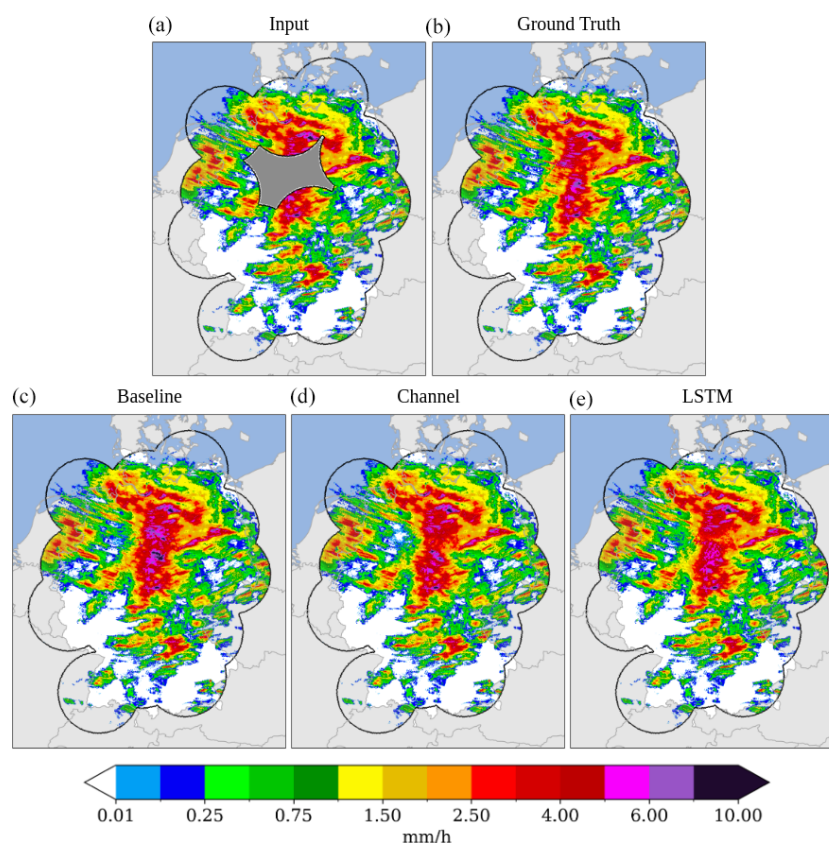 (a) Input
(b) Ground Truth
(c) Baseline
(d) Channel
(e) LSTM
0.01 0.25 0.75 1.50 2.50 4.00 6.00 10.00
mm/h